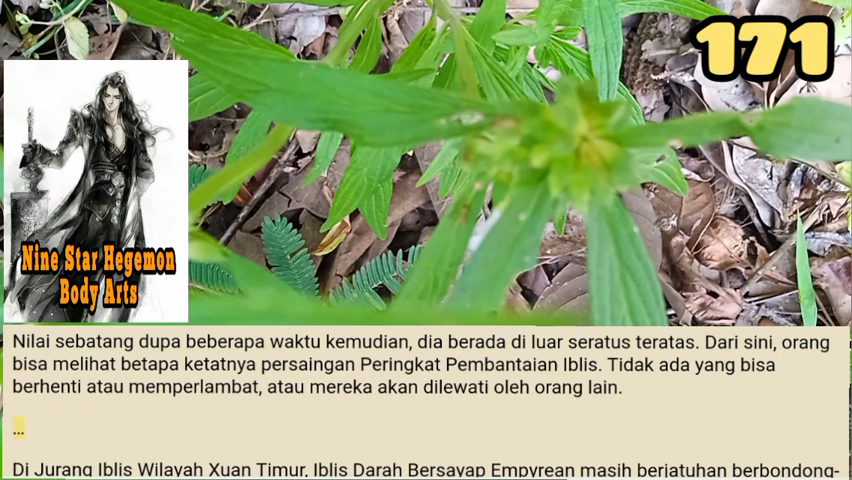 171
Nine Star Hegemon
Body Arts
Nilai sebatang dupa beberapa waktu kemudian, dia berada di luar seratus teratas. Dari sini, orang
bisa melihat betapa ketatnya persaingan Peringkat Pembantaian Iblis. Tidak ada yang bisa
berhenti atau memperlambat, atau mereka akan dilewati oleh orang lain.
...
Di Jurang Iblis Wilayah Xuan Timur, Iblis Darah Bersayap Empyrean masih berjatuhan berbondong-